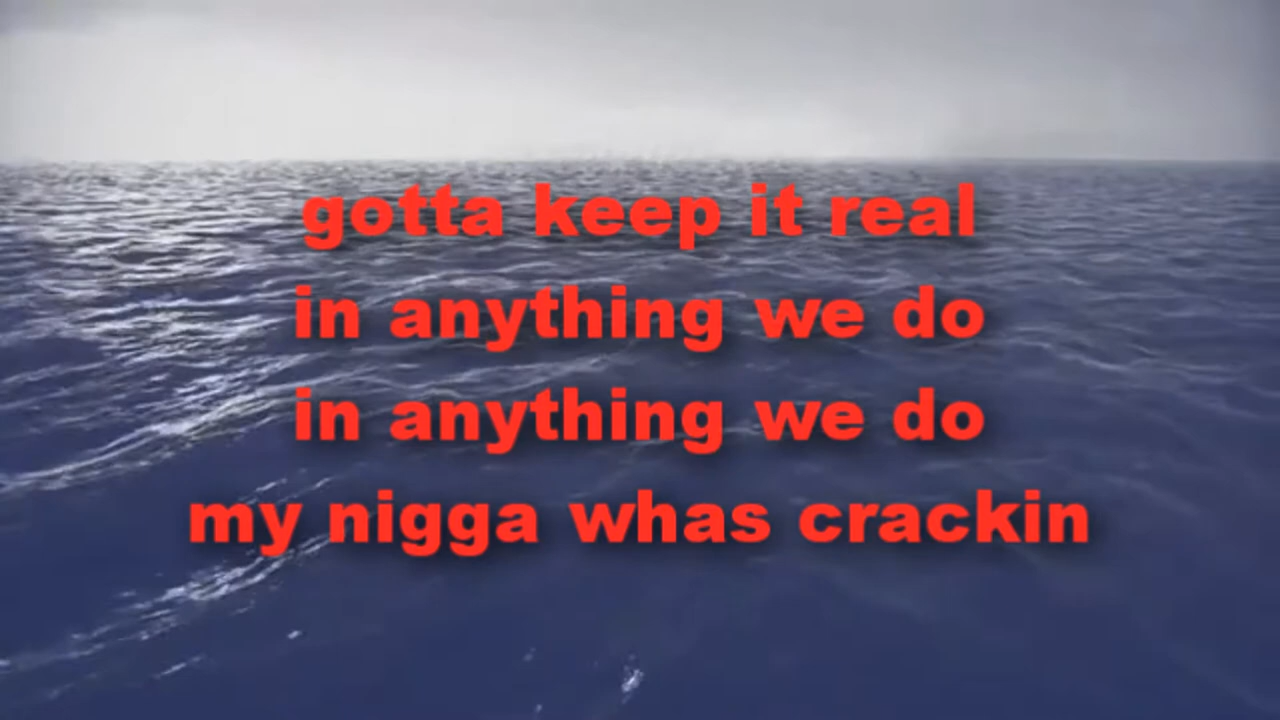 gotta keep it real
in anything we do
in anything we do
my nigga whas crackin